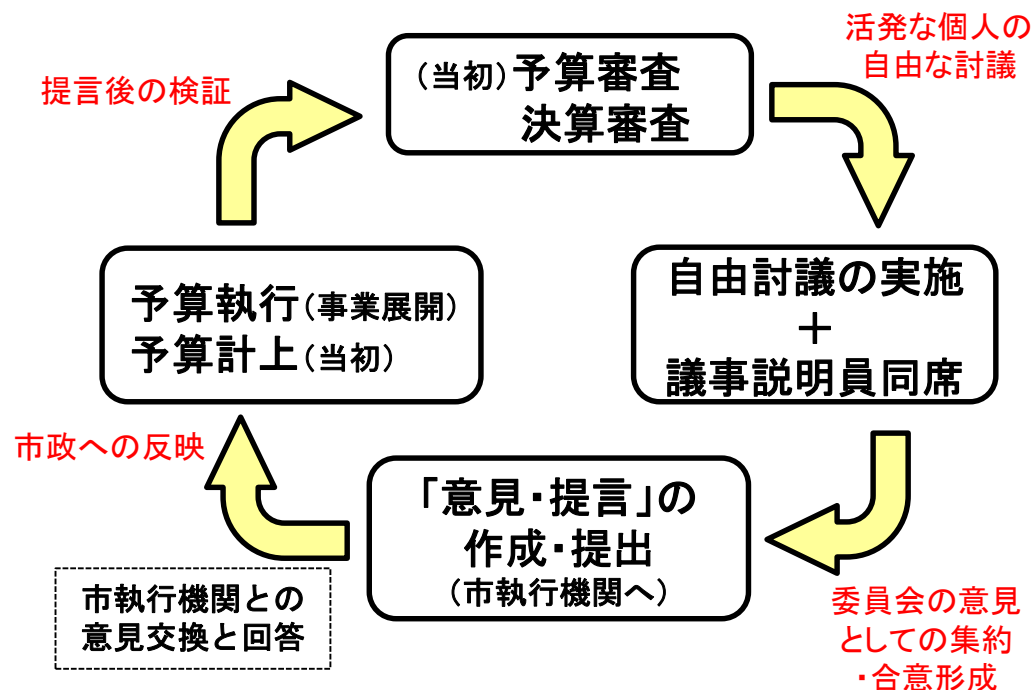 活発な個人の
自由な討議
提言後の検証
(当初)予算審査
決算審査
自由討議の実施
+
議事説明員同席
予算執行(事業展開)
予算計上(当初)
市政への反映
「意見・提言」の
作成・提出
(市執行機関へ)
市執行機関との
意見交換と回答
委員会の意見
としての集約
・合意形成